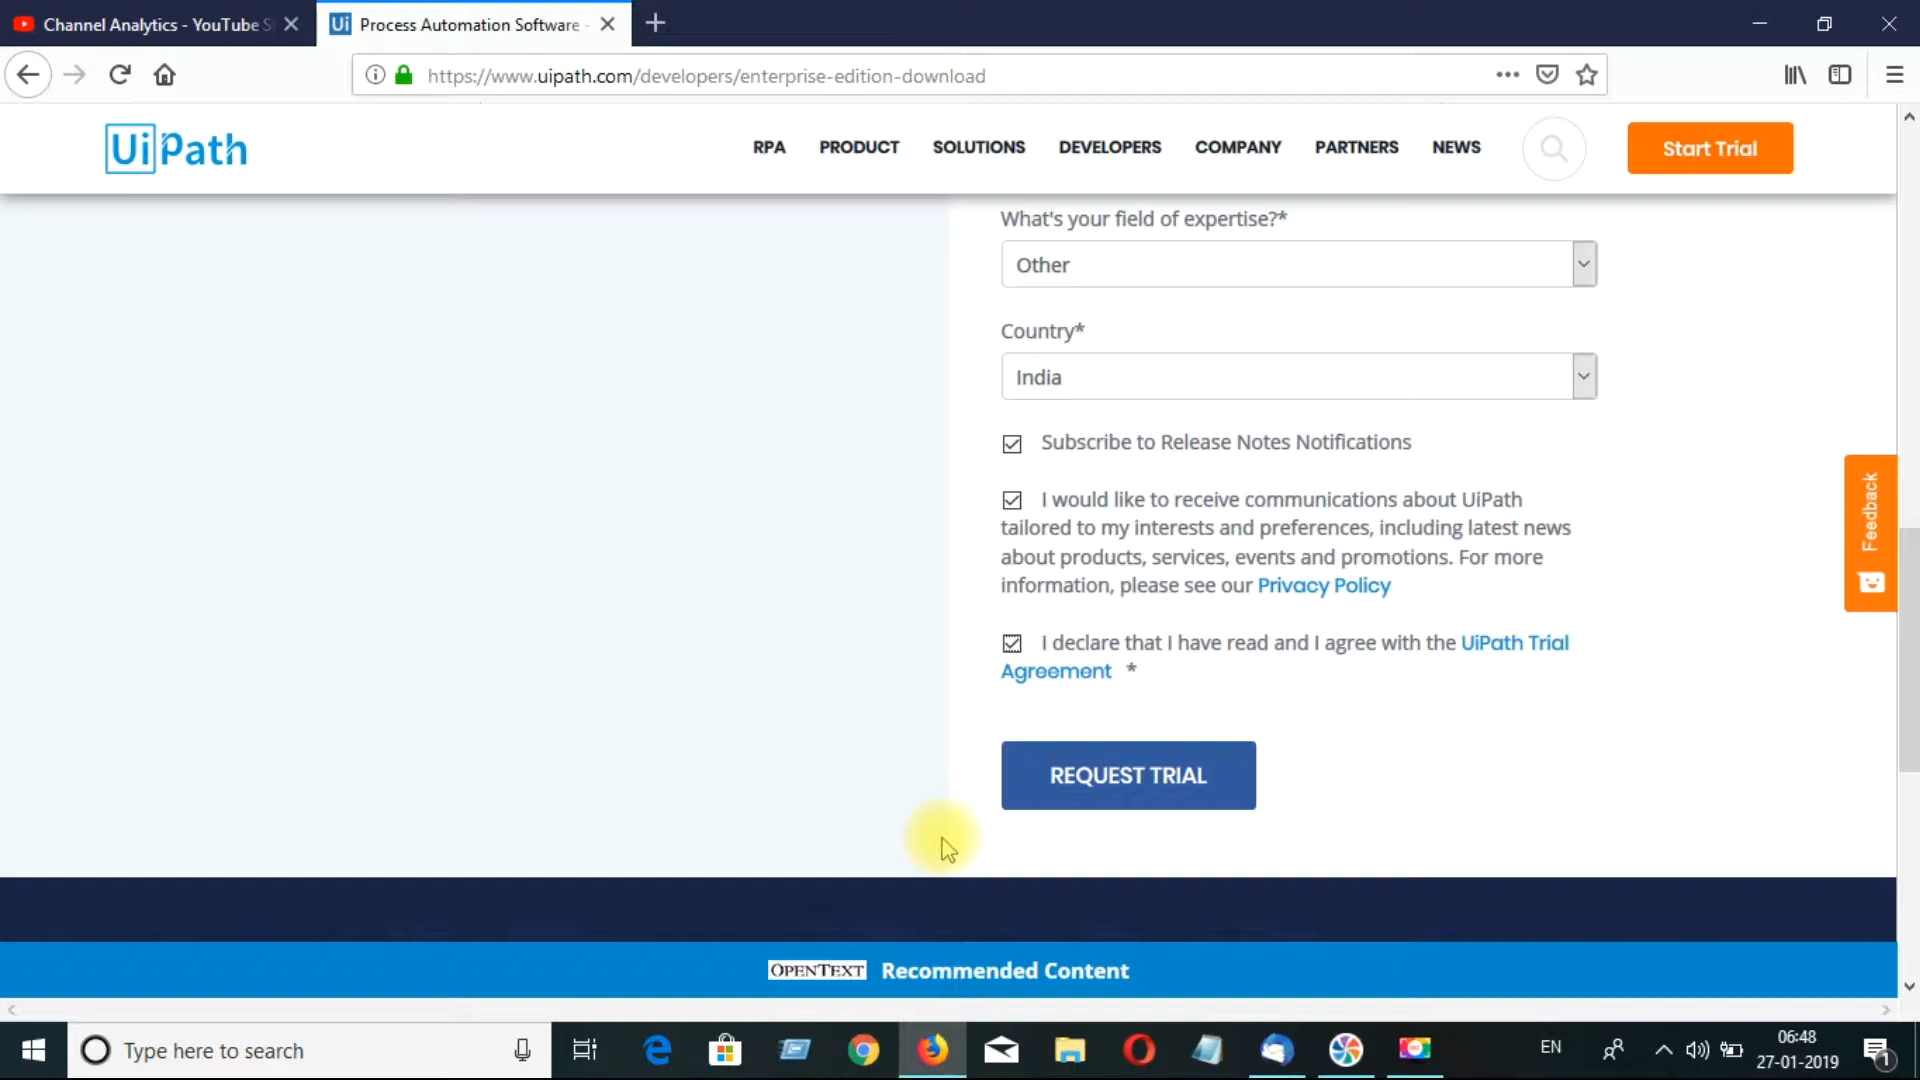 Channel Analytics - YouTube S
Ui Process Automation Software -
https://www.uipath.com/developers/enterprise-edition-download
UiPath
RPA PRODUCT SOLUTIONS DEVELOPERS COMPANY PARTNERS NEWS Start Trial
What's your field of expertise?*
Other
Country*
India
Subscribe to Release Notes Notifications
I would like to receive communications about UiPath
tailored to my interests and preferences, including latest news
about products, services, events and promotions. For more
information, please see our Privacy Policy
I declare that I have read and I agree with the UiPath Trial
Agreement *
REQUEST TRIAL
Feedback
OPENTEXT Recommended Content
Type here to search
EN
06:48
27-01-2019
1